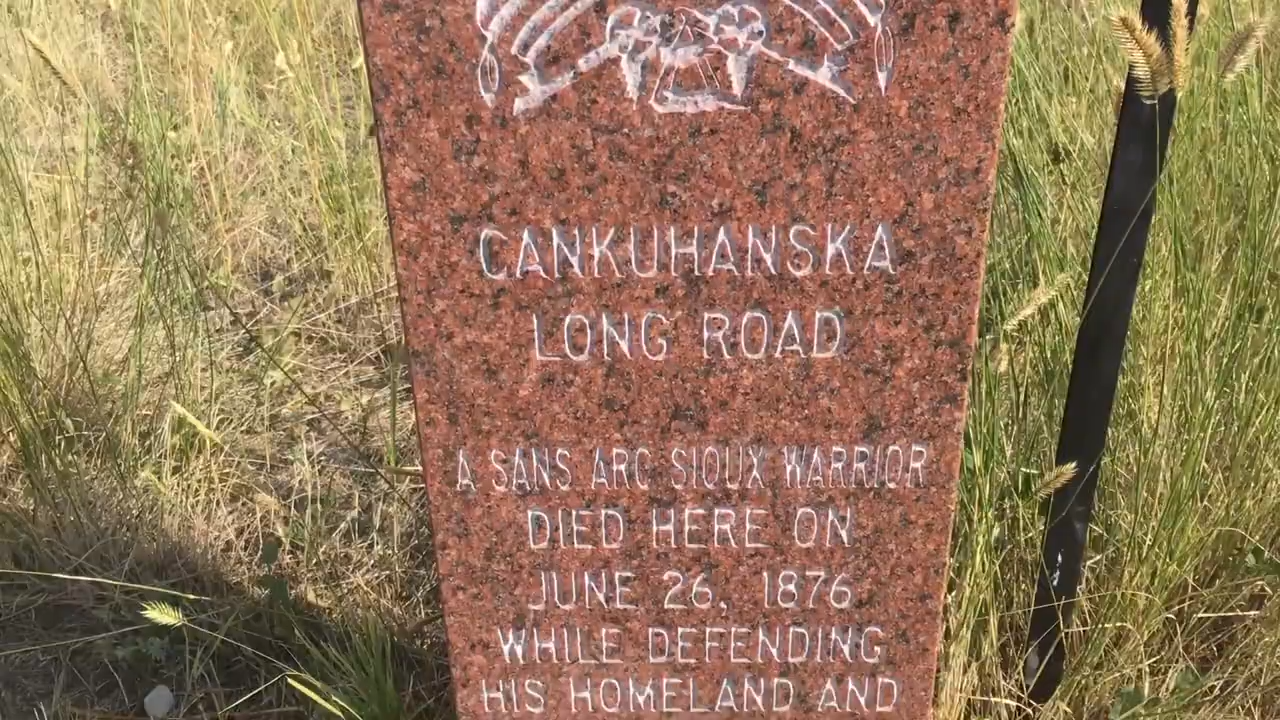 CANKUHANSKA
LONG ROAD
A SANS ARC SIOUX WARRIOR
DIED HERE ON
JUNE 26, 1876
WHILE DEFENDING
HIS HOMELAND AND